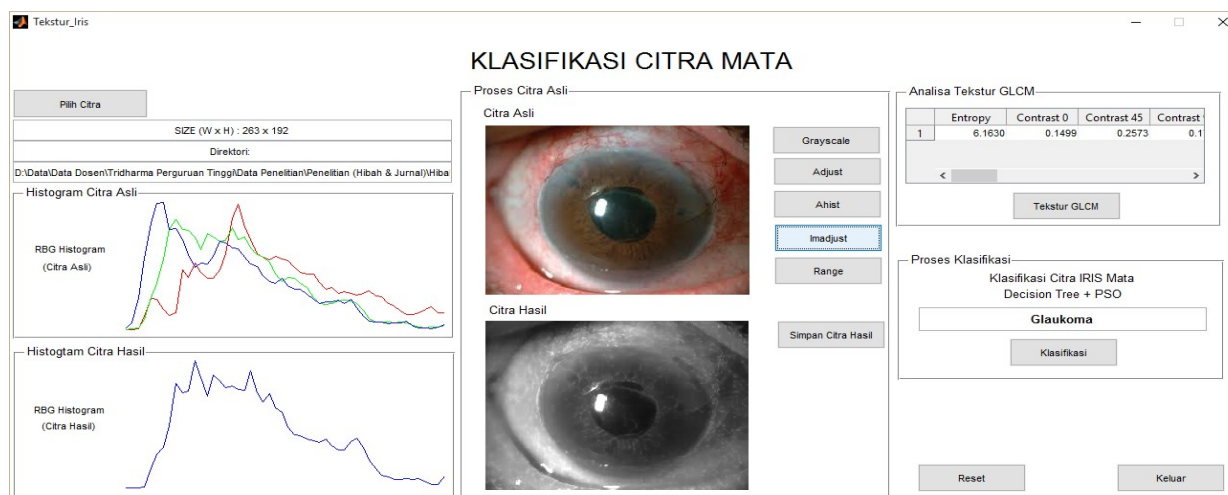 Tekstur_Iris
KLASIFIKASI CITRA MATA
Pilih Citra
SIZE (W x H) : 263 x 192
Direktori:
D:\Data\Data Dosen\Tridharma Perguruan Tinggi\Data Penelitian\Penelitian (Hibah & Jurnal)\Hiba
Histogram Citra Asli
RBG Histogram
(Citra Asli)
Histogtam Citra Hasil
RBG Histogram
(Citra Hasil)
Proses Citra Asli
Citra Asli
Citra Hasil
Grayscale
Adjust
Ahist
Imadjust
Range
Simpan Citra Hasil
Analisa Tekstur GLCM
Entropy Contrast 0 Contrast 45 Contrast
1 6.1630 0.1499 0.2573 0.1
Tekstur GLCM
Proses Klasifikasi
Klasifikasi Citra IRIS Mata
Decision Tree + PSO
Glaukoma
Klasifikasi
Reset
Keluar